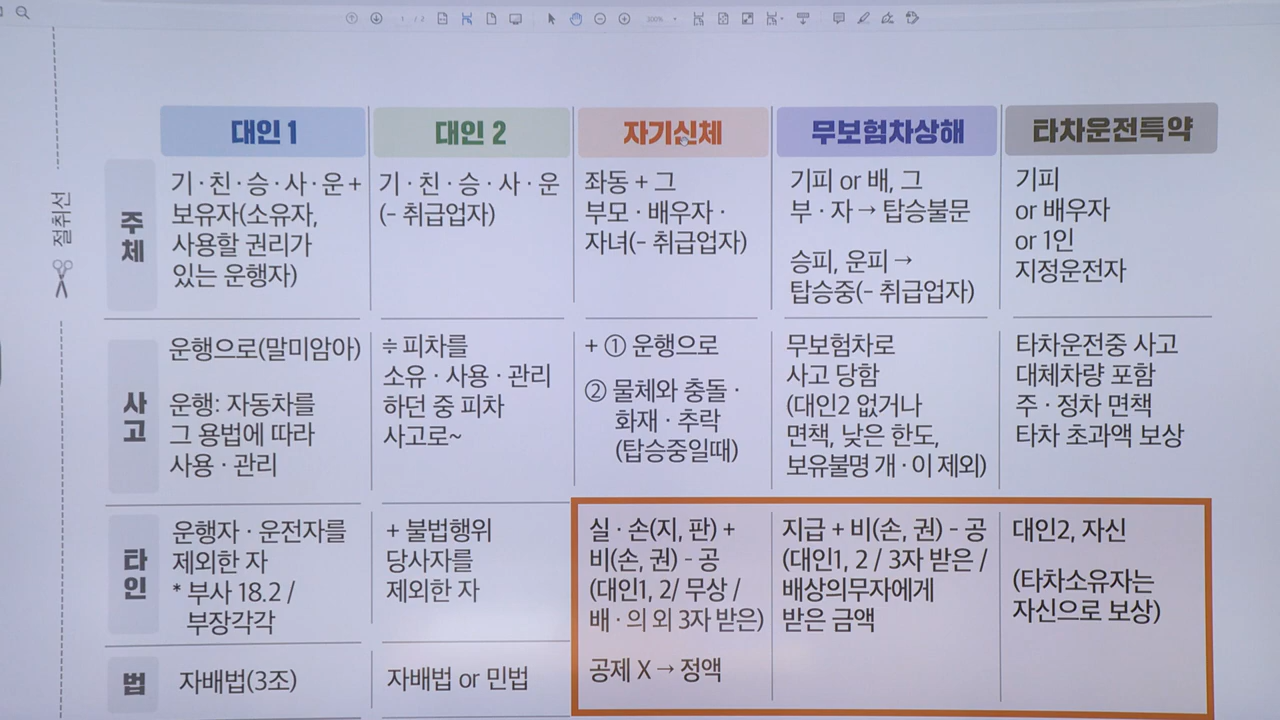 1 / 2
200%
절취선
대인 1
대인 2
자기신체
무보험차상해
타차운전특약
주체
기·친·승·사·운+
보유자(소유자,
사용할 권리가
있는 운행자)
기·친·승·사·운
(- 취급업자)
좌동 + 그
부모·배우자·
자녀(- 취급업자)
기피 or 배, 그
부·자→ 탑승불문
승피, 운피→
탑승중(- 취급업자)
기피
or 배우자
or 1인
지정운전자
사고
운행으로(말미암아)
운행: 자동차를
그 용법에 따라
사용·관리
÷ 피차를
소유·사용·관리
하던 중 피차
사고로~
+ ① 운행으로
② 물체와 충돌·
화재·추락
(탑승중일때)
무보험차로
사고 당함
(대인2 없거나
면책, 낮은 한도,
보유불명 개·이 제외)
타차운전중 사고
대체차량 포함
주·정차 면책
타차 초과액 보상
타인
운행자·운전자를
제외한 자
* 부사 18.2 /
부장각각
+ 불법행위
당사자를
제외한 자
실·손(지, 판) +
비(손, 권) - 공
(대인1, 2/ 무상 /
배·의 외 3자 받은)
공제 X → 정액
지급 + 비(손, 권) - 공
(대인1, 2 / 3자 받은 /
배상의무자에게
받은 금액
대인2, 자신
(타차소유자는
자신으로 보상)
법
자배법(3조)
자배법 or 민법